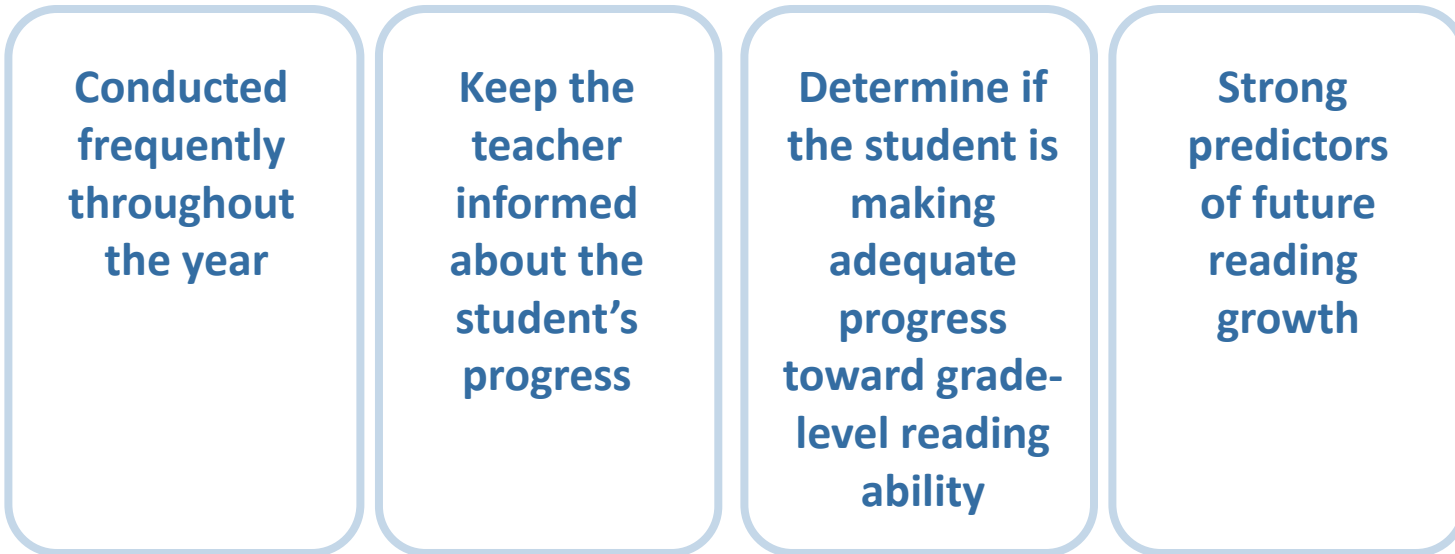 Conducted
frequently
throughout
the year
Keep the
teacher
informed
about the
student’s
progress
Determine if
the student is
making
adequate
progress
toward grade-
level reading
ability
Strong
predictors
of future
reading
growth